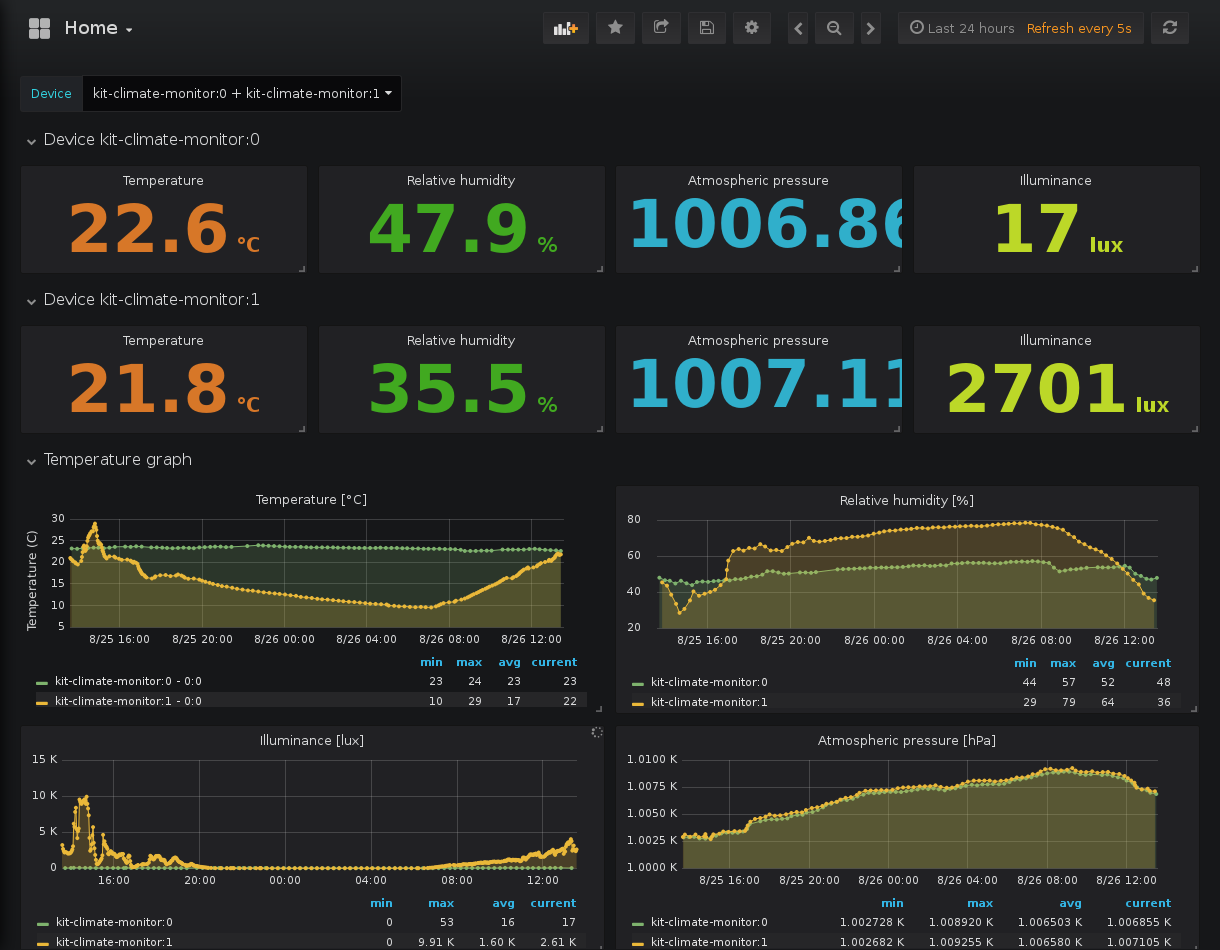 Home
Last 24 hours Refresh every 5s
Device kit-climate-monitor:0 + kit-climate-monitor:1
Device kit-climate-monitor:0
Temperature Relative humidity Atmospheric pressure Illuminance
22.6 °C 47.9 % 1006.86 17 lux
Device kit-climate-monitor:1
Temperature Relative humidity Atmospheric pressure Illuminance
21.8 °C 35.5 % 1007.11 2701 lux
Temperature graph
Temperature [°C]
Temperature (C)
30
25
20
15
10
5
8/25 16:00 8/25 20:00 8/26 00:00 8/26 04:00 8/26 08:00 8/26 12:00
min max avg current
kit-climate-monitor:0 - 0:0 23 24 23 23
kit-climate-monitor:1 - 0:0 10 29 17 22
Relative humidity [%]
80
60
40
20
8/25 16:00 8/25 20:00 8/26 00:00 8/26 04:00 8/26 08:00 8/26 12:00
min max avg current
kit-climate-monitor:0 44 57 52 48
kit-climate-monitor:1 29 79 64 36
Illuminance [lux]
15 K
10 K
5 K
0
16:00 20:00 00:00 04:00 08:00 12:00
min max avg current
kit-climate-monitor:0 0 53 16 17
kit-climate-monitor:1 0 9.91 K 1.60 K 2.61 K
Atmospheric pressure [hPa]
1.0100 K
1.0075 K
1.0050 K
1.0025 K
1.0000 K
8/25 16:00 8/25 20:00 8/26 00:00 8/26 04:00 8/26 08:00 8/26 12:00
min max avg current
kit-climate-monitor:0 1.002728 K 1.008920 K 1.006503 K 1.006855 K
kit-climate-monitor:1 1.002682 K 1.009255 K 1.006580 K 1.007105 K